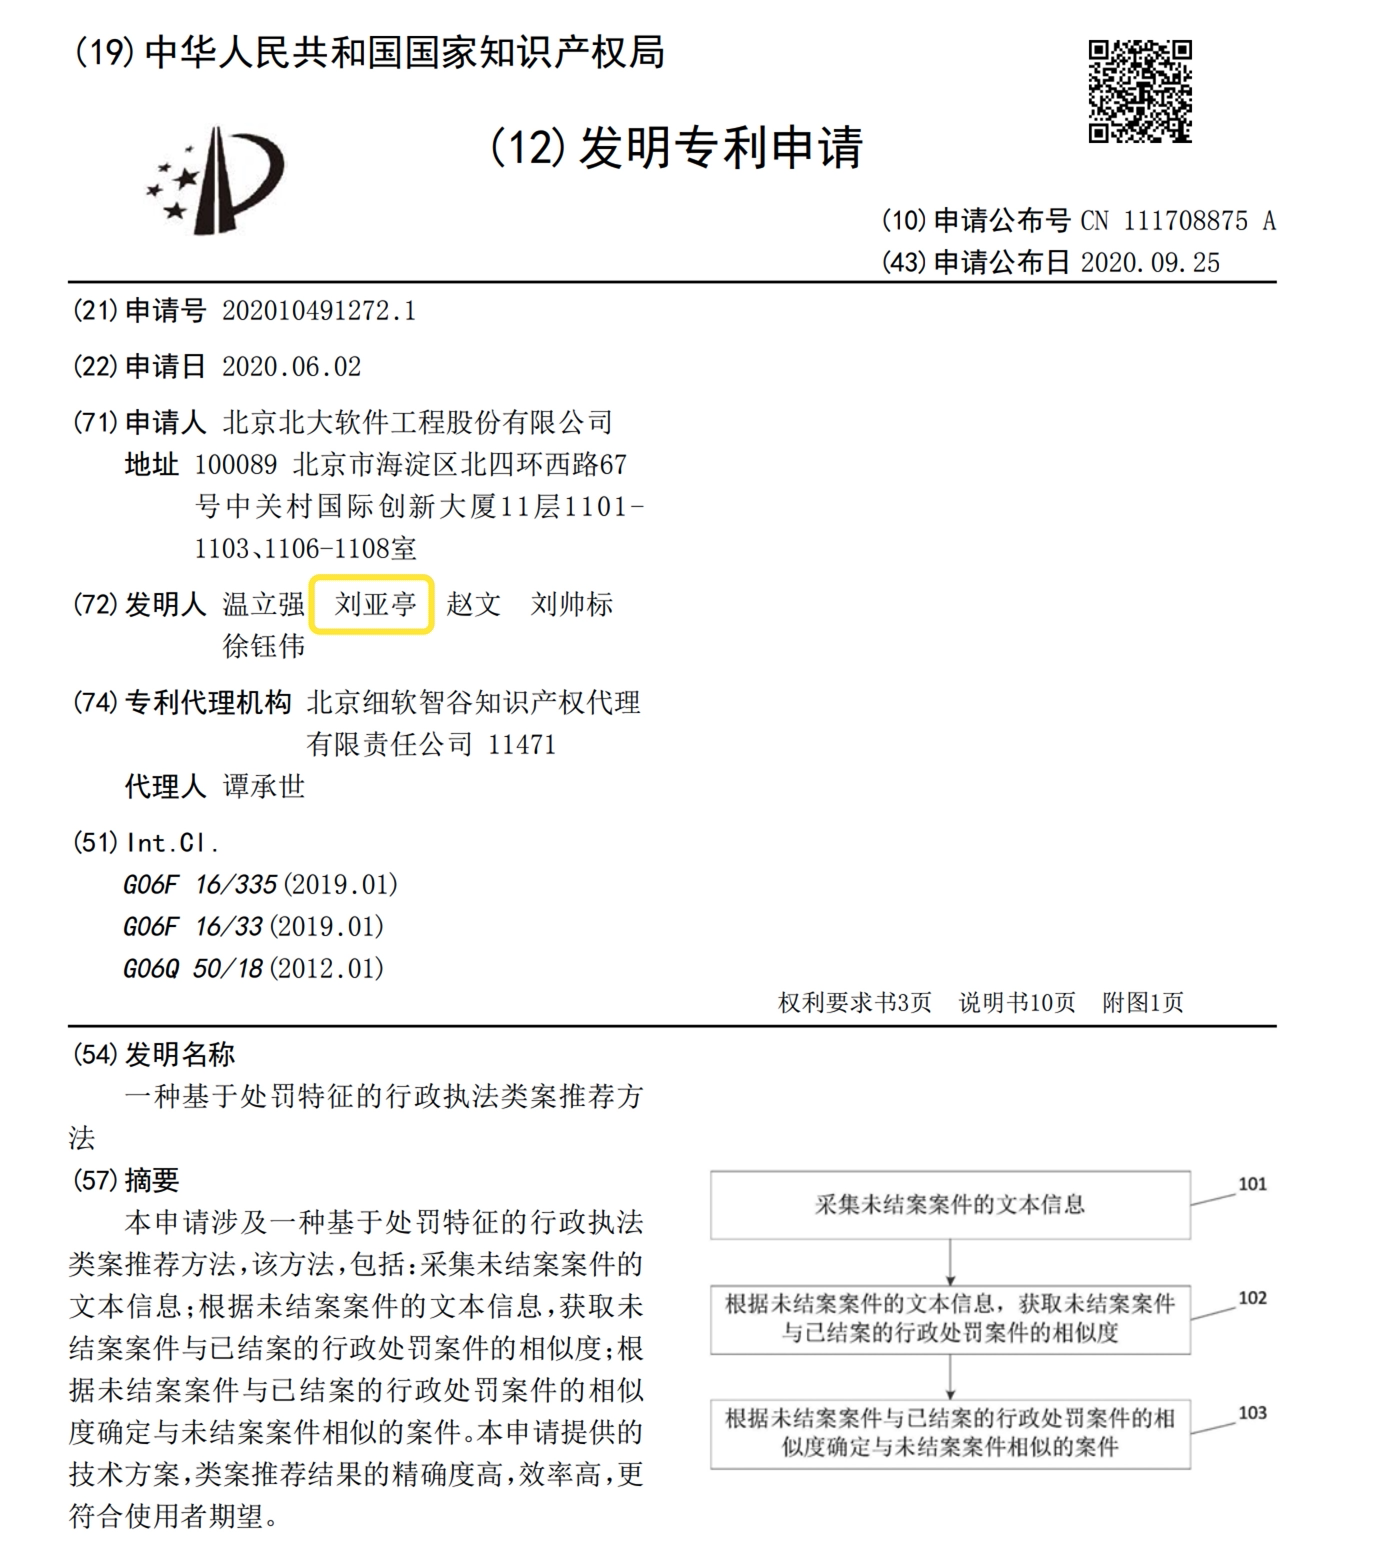 (19)中华人民共和国国家知识产权局
(12)发明专利申请
(10)申请公布号 CN 111708875 A
(43)申请公布日 2020.09.25
(21)申请号 202010491272.1
(22)申请日 2020.06.02
(71)申请人 北京北大软件工程股份有限公司
地址 100089 北京市海淀区北四环西路67
号中关村国际创新大厦11层1101-
1103、1106-1108室
(72)发明人 温立强 刘亚亭 赵文 刘帅标
徐钰伟
(74)专利代理机构 北京细软智谷知识产权代理
有限责任公司 11471
代理人 谭承世
(51)Int.Cl.
G06F 16/335(2019.01)
G06F 16/33(2019.01)
G06Q 50/18(2012.01)
权利要求书3页 说明书10页 附图1页
(54)发明名称
一种基于处罚特征的行政执法类案推荐方
法
(57)摘要
本申请涉及一种基于处罚特征的行政执法
类案推荐方法,该方法,包括:采集未结案案件的
文本信息;根据未结案案件的文本信息,获取未
结案案件与已结案的行政处罚案件的相似度;根
据未结案案件与已结案的行政处罚案件的相似
度确定与未结案案件相似的案件。本申请提供的
技术方案,类案推荐结果的精确度高,效率高,更
符合使用者期望。
采集未结案案件的文本信息
101
根据未结案案件的文本信息，获取未结案案件
与已结案的行政处罚案件的相似度
102
根据未结案案件与已结案的行政处罚案件的相
似度确定与未结案案件相似的案件
103